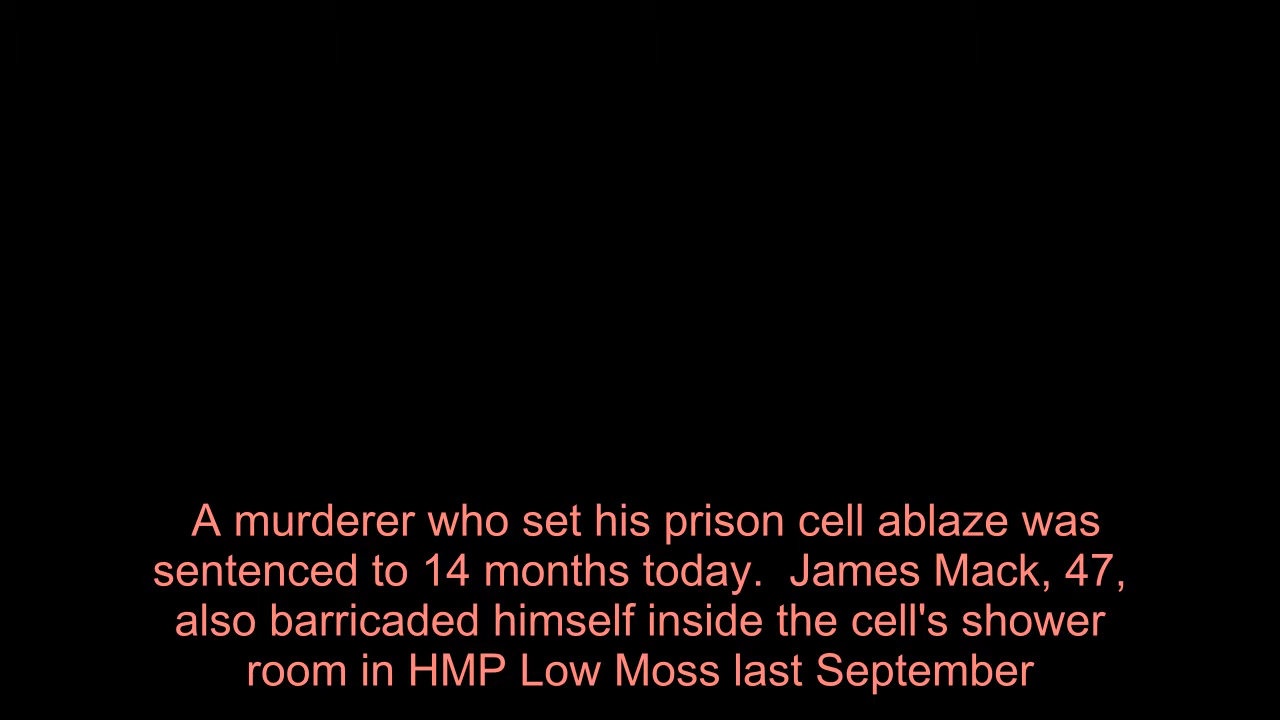 A murderer who set his prison cell ablaze was
sentenced to 14 months today.  James Mack, 47,
also barricaded himself inside the cell's shower
room in HMP Low Moss last September